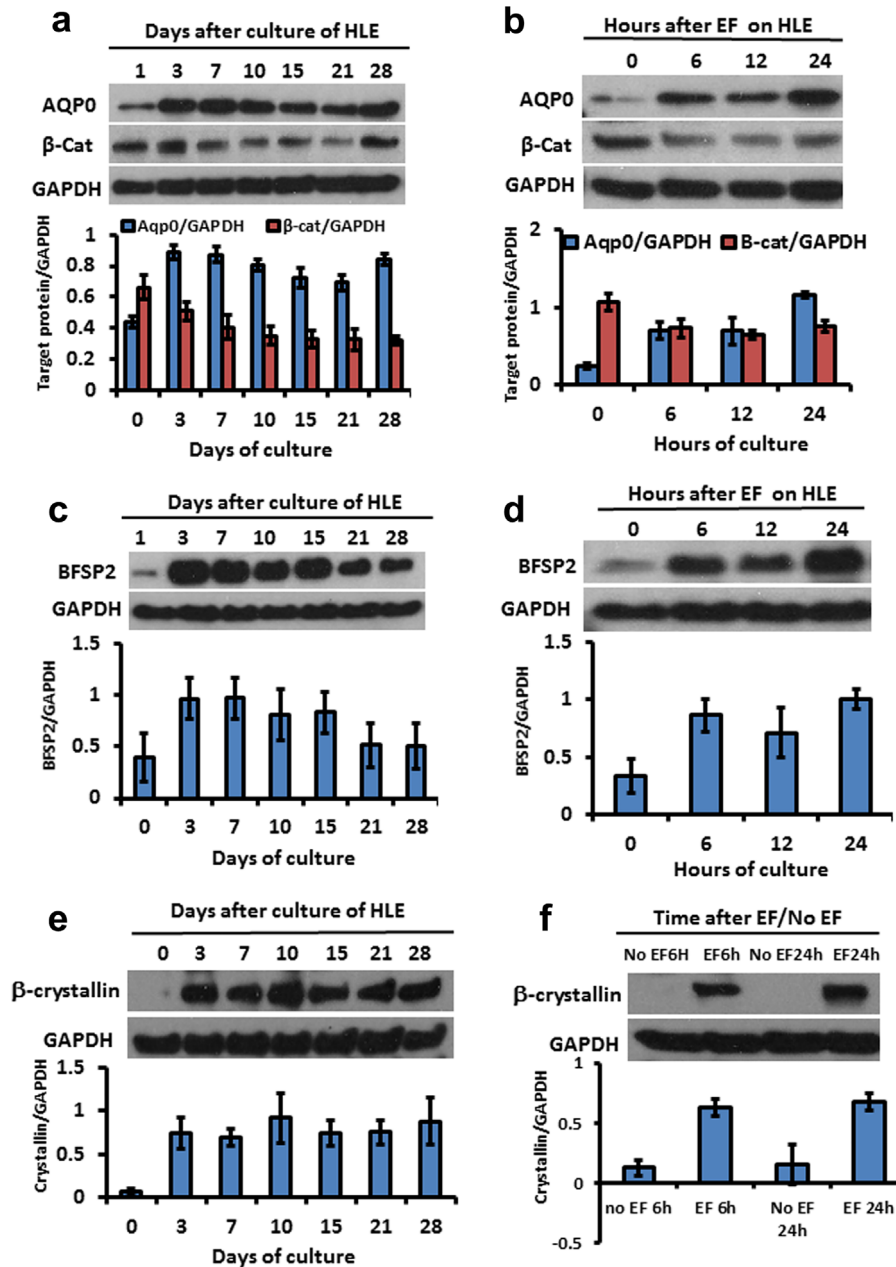 a
Days after culture of HLE
1 3 7 10 15 21 28
AQP0
β-Cat
GAPDH
Aqp0/GAPDH β-cat/GAPDH
Target protein/GAPDH
1
0.8
0.6
0.4
0.2
0
0 3 7 10 15 21 28
Days of culture
b
Hours after EF on HLE
0 6 12 24
AQP0
β-Cat
GAPDH
Aqp0/GAPDH B-cat/GAPDH
Target protein/GAPDH
2
1
0
0 6 12 24
Hours of culture
c
Days after culture of HLE
1 3 7 10 15 21 28
BFSP2
GAPDH
BFSP2/GAPDH
1.5
1
0.5
0
0 3 7 10 15 21 28
Days of culture
d
Hours after EF on HLE
0 6 12 24
BFSP2
GAPDH
BFSP2/GAPDH
1.5
1
0.5
0
0 6 12 24
Hours of culture
e
Days after culture of HLE
0 3 7 10 15 21 28
β-crystallin
GAPDH
Crystallin/GAPDH
1.5
1
0.5
0
0 3 7 10 15 21 28
Days of culture
f
Time after EF/No EF
No EF6H EF6h No EF24h EF24h
β-crystallin
GAPDH
Crystallin/GAPDH
1
0.5
0
-0.5
no EF 6h EF 6h No EF EF 24h
24h